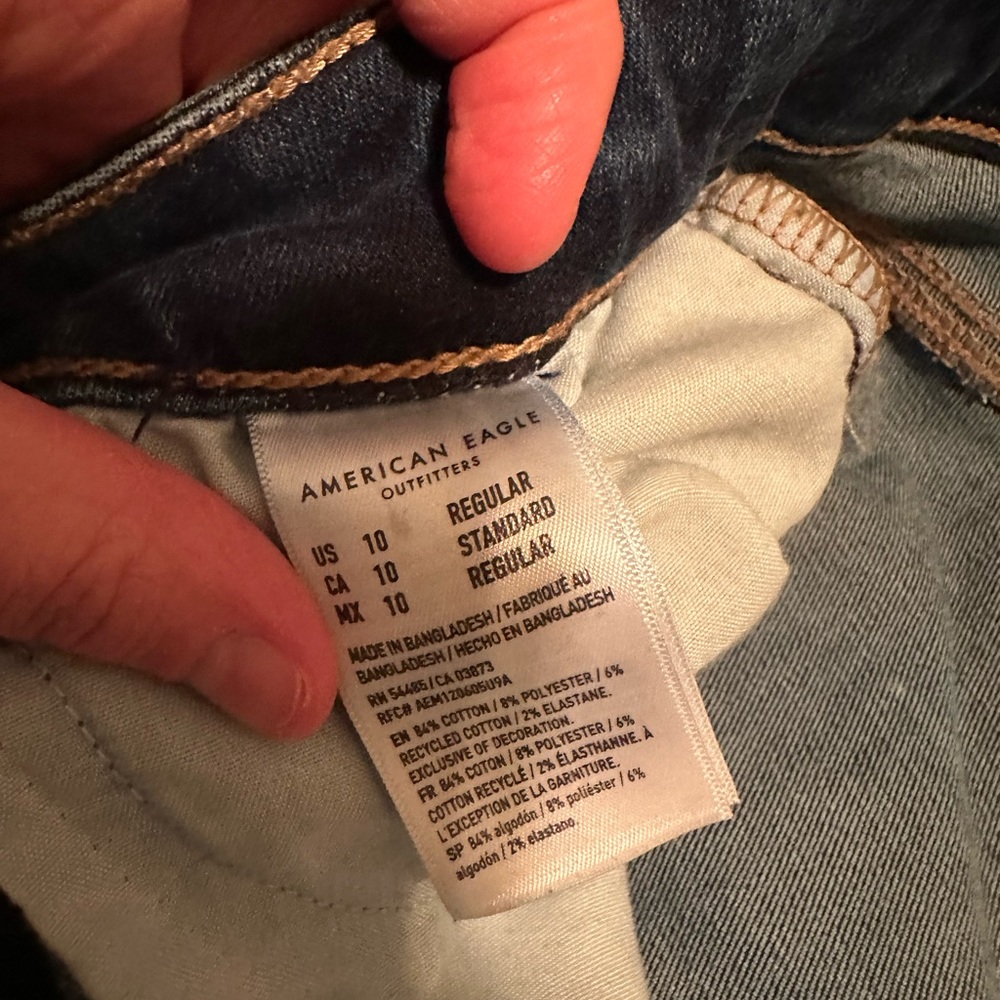 AMERICAN EAGLE
OUTFITTERS
US 10 REGULAR
CA 10 STANDARD
MX 10 REGULAR
MADE IN BANGLADESH / FABRIQUÉ AU
BANGLADESH / HECHO EN BANGLADESH
RN 54485 / CA 03873
RFC# AEM120605U9A
EN 84% COTTON / 8% POLYESTER / 6%
RECYCLED COTTON / 2% ELASTANE.
EXCLUSIVE OF DECORATION.
FR 84% COTON / 8% POLYESTER / 6%
COTTON RECYCLÉ / 2% ÉLASTHANNE. À
L'EXCEPTION DE LA GARNITURE.
SP 84% algodón / 8% poliéster / 6%
algodón / 2% elastano